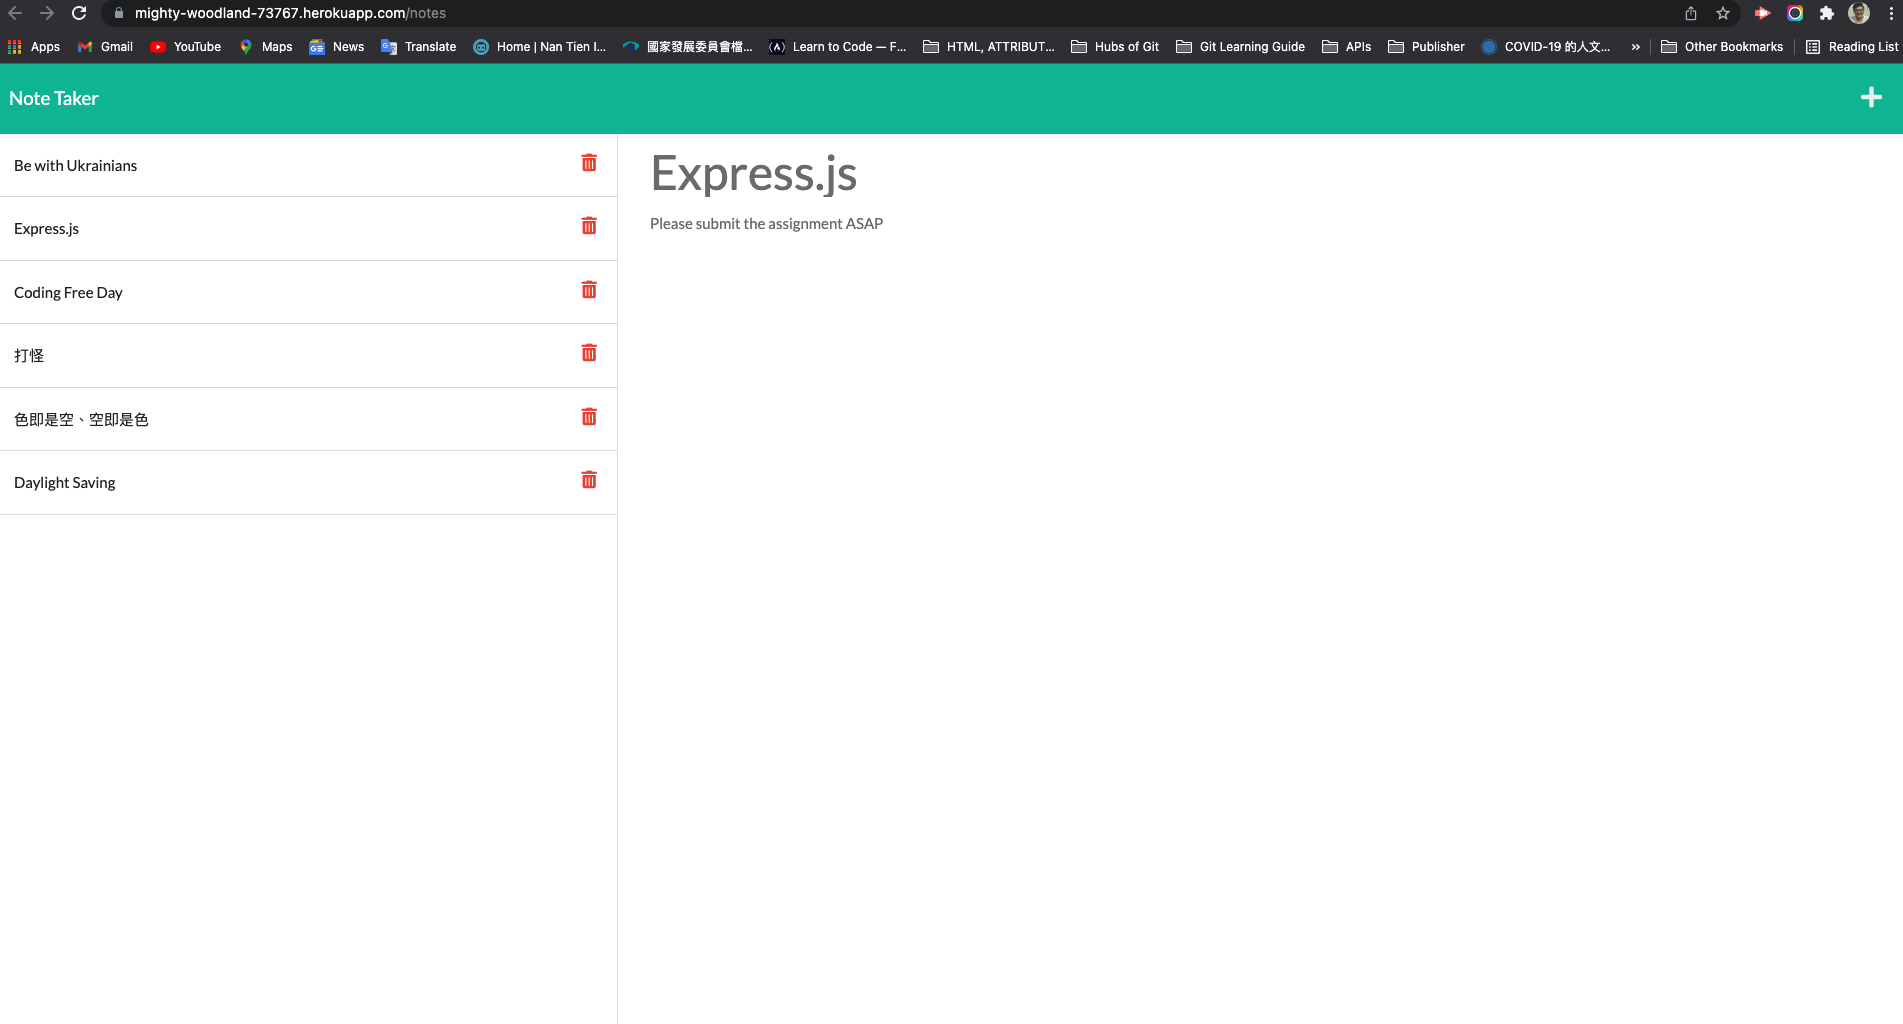 mighty-woodland-73767.herokuapp.com/notes
Apps Gmail YouTube Maps News Translate Home | Nan Tien I... 國家發展委員會檔... Learn to Code — F... HTML, ATTRIBUT... Hubs of Git Git Learning Guide APIs Publisher COVID-19 的人文... » Other Bookmarks Reading List
Note Taker
Be with Ukrainians
Express.js
Coding Free Day
打怪
色即是空、空即是色
Daylight Saving
Express.js
Please submit the assignment ASAP